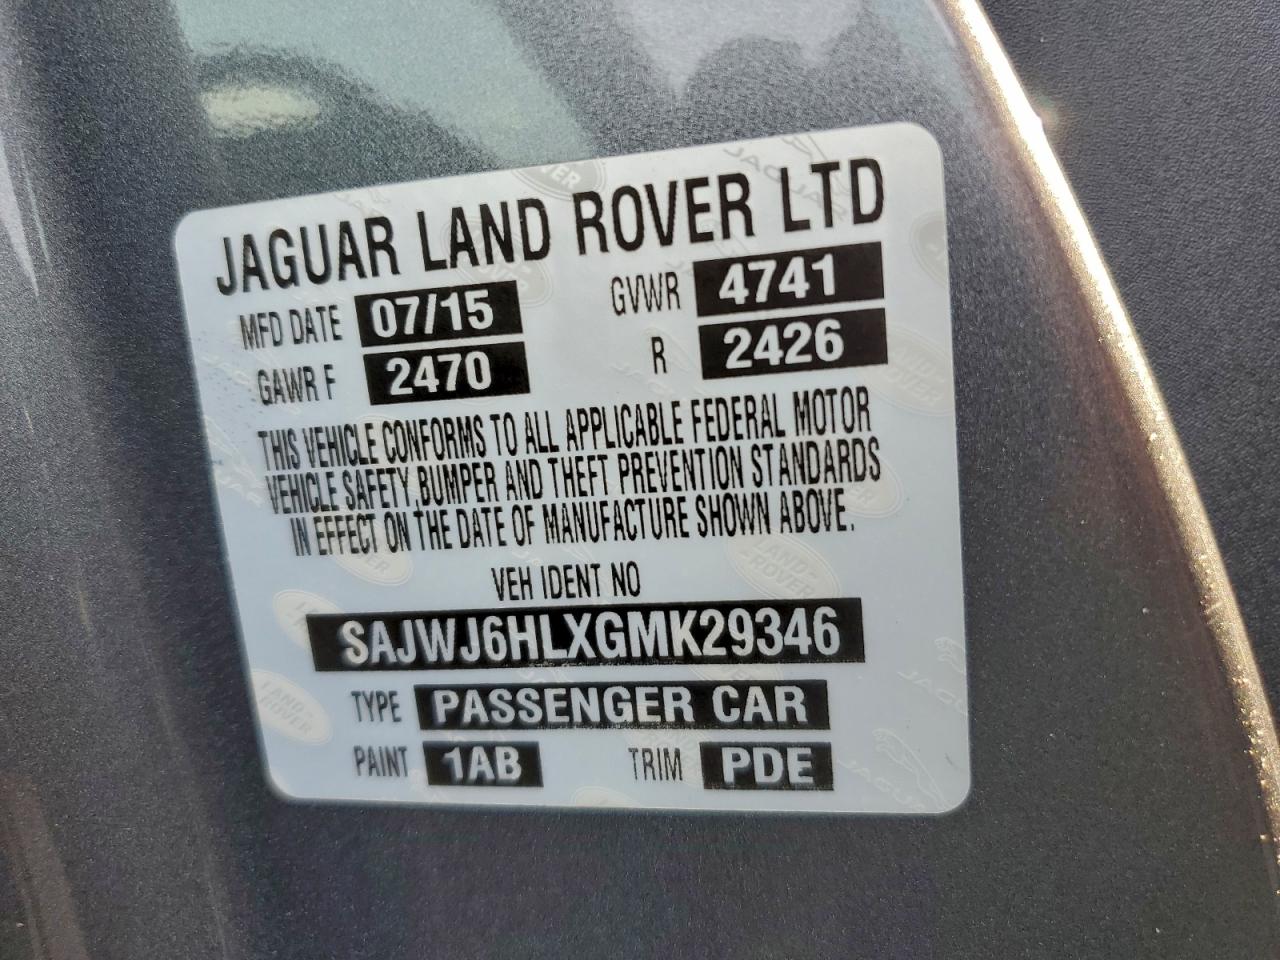 JAGUAR LAND ROVER LTD
MFD DATE 07/15 GVWR 4741
GAWR F 2470 R 2426
THIS VEHICLE CONFORMS TO ALL APPLICABLE FEDERAL MOTOR
VEHICLE SAFETY, BUMPER AND THEFT PREVENTION STANDARDS
IN EFFECT ON THE DATE OF MANUFACTURE SHOWN ABOVE.
VEH IDENT NO
SAJWJ6HLXGMK29346
TYPE PASSENGER CAR
PAINT 1AB TRIM PDE